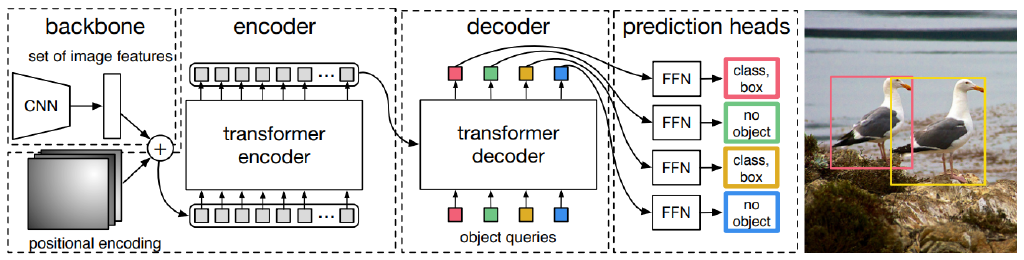 backbone
set of image features
CNN
+
positional encoding
encoder
...
transformer
encoder
...
decoder
transformer
decoder
object queries
prediction heads
FFN
class,
box
FFN
no
object
FFN
class,
box
FFN
no
object